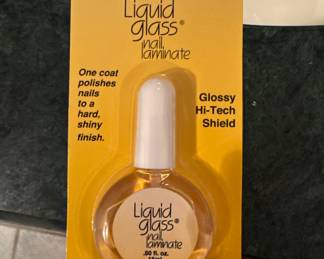 Liquid
glass®
nail
laminate
One coat
polishes
nails
to a
hard,
shiny
finish.
Glossy
Hi-Tech
Shield
Liquid
glass®
nail
laminate
.50 fl. oz.